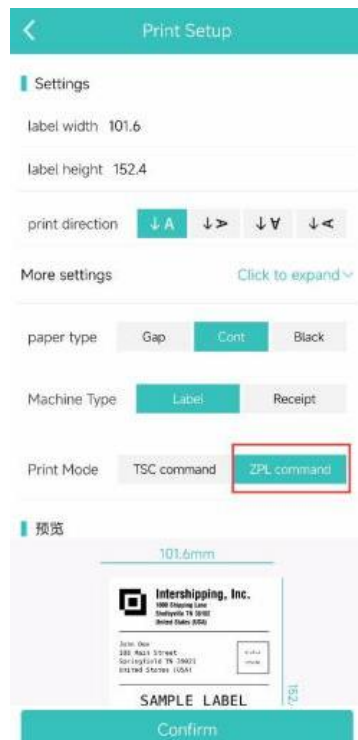 Print Setup
Settings
label width 101.6
label height 152.4
print direction ↓A ↓A ↓A ↓A
More settings Click to expand
paper type Gap Cont Black
Machine Type Label Receipt
Print Mode TSC command ZPL command
预览
101.6mm
Intershipping, Inc.
1000 Shipping Lane
Shelbyville TN 38102
United States (USA)
John Doe
100 Main Street
Springfield TN 39021
United States (USA)
152.
SAMPLE LABEL
Confirm